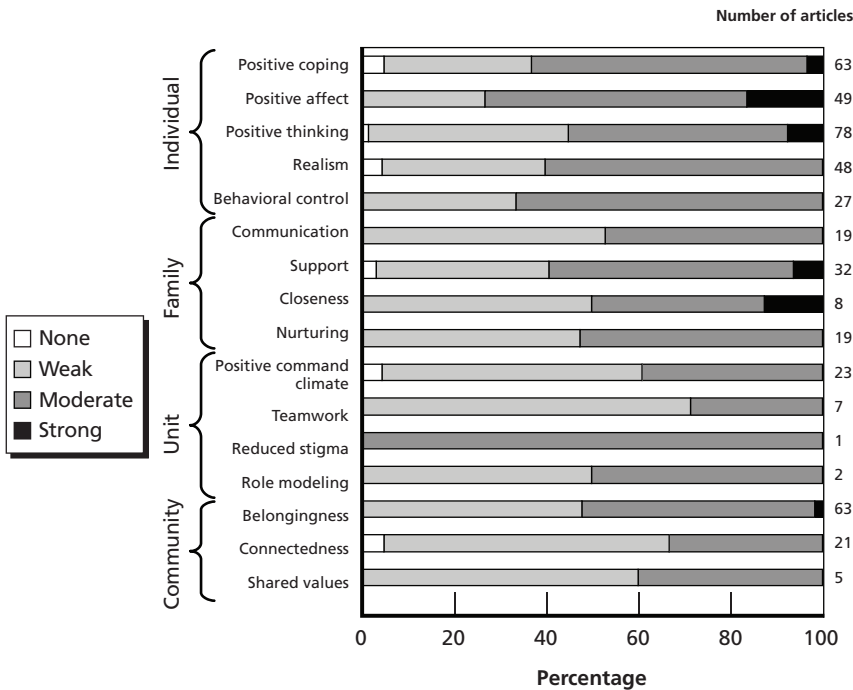 Number of articles
Individual
Positive coping 63
Positive affect 49
Positive thinking 78
Realism 48
Behavioral control 27
Family
Communication 19
Support 32
Closeness 8
Nurturing 19
Unit
Positive command
climate 23
Teamwork 7
Reduced stigma 1
Role modeling 2
Community
Belongingness 63
Connectedness 21
Shared values 5
None
Weak
Moderate
Strong
0 20 40 60 80 100
Percentage